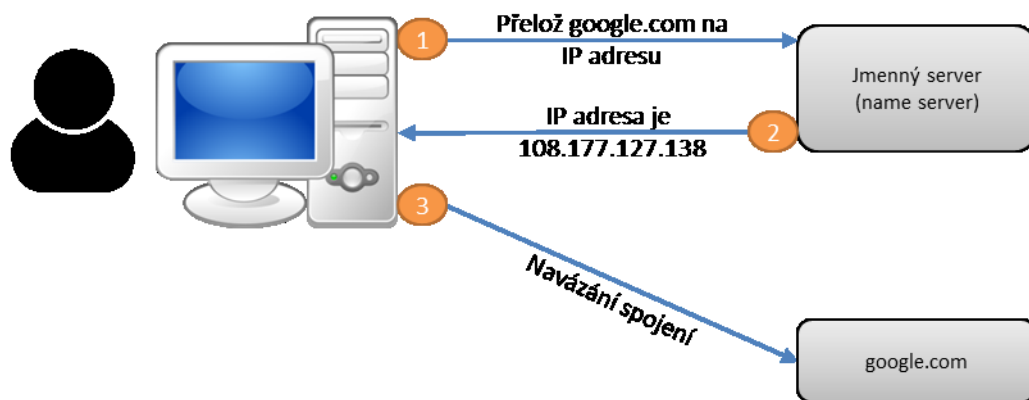 1
Přelož google.com na
IP adresu
Jmenný server
(name server)
IP adresa je
108.177.127.138
2
3
Navázání spojení
google.com